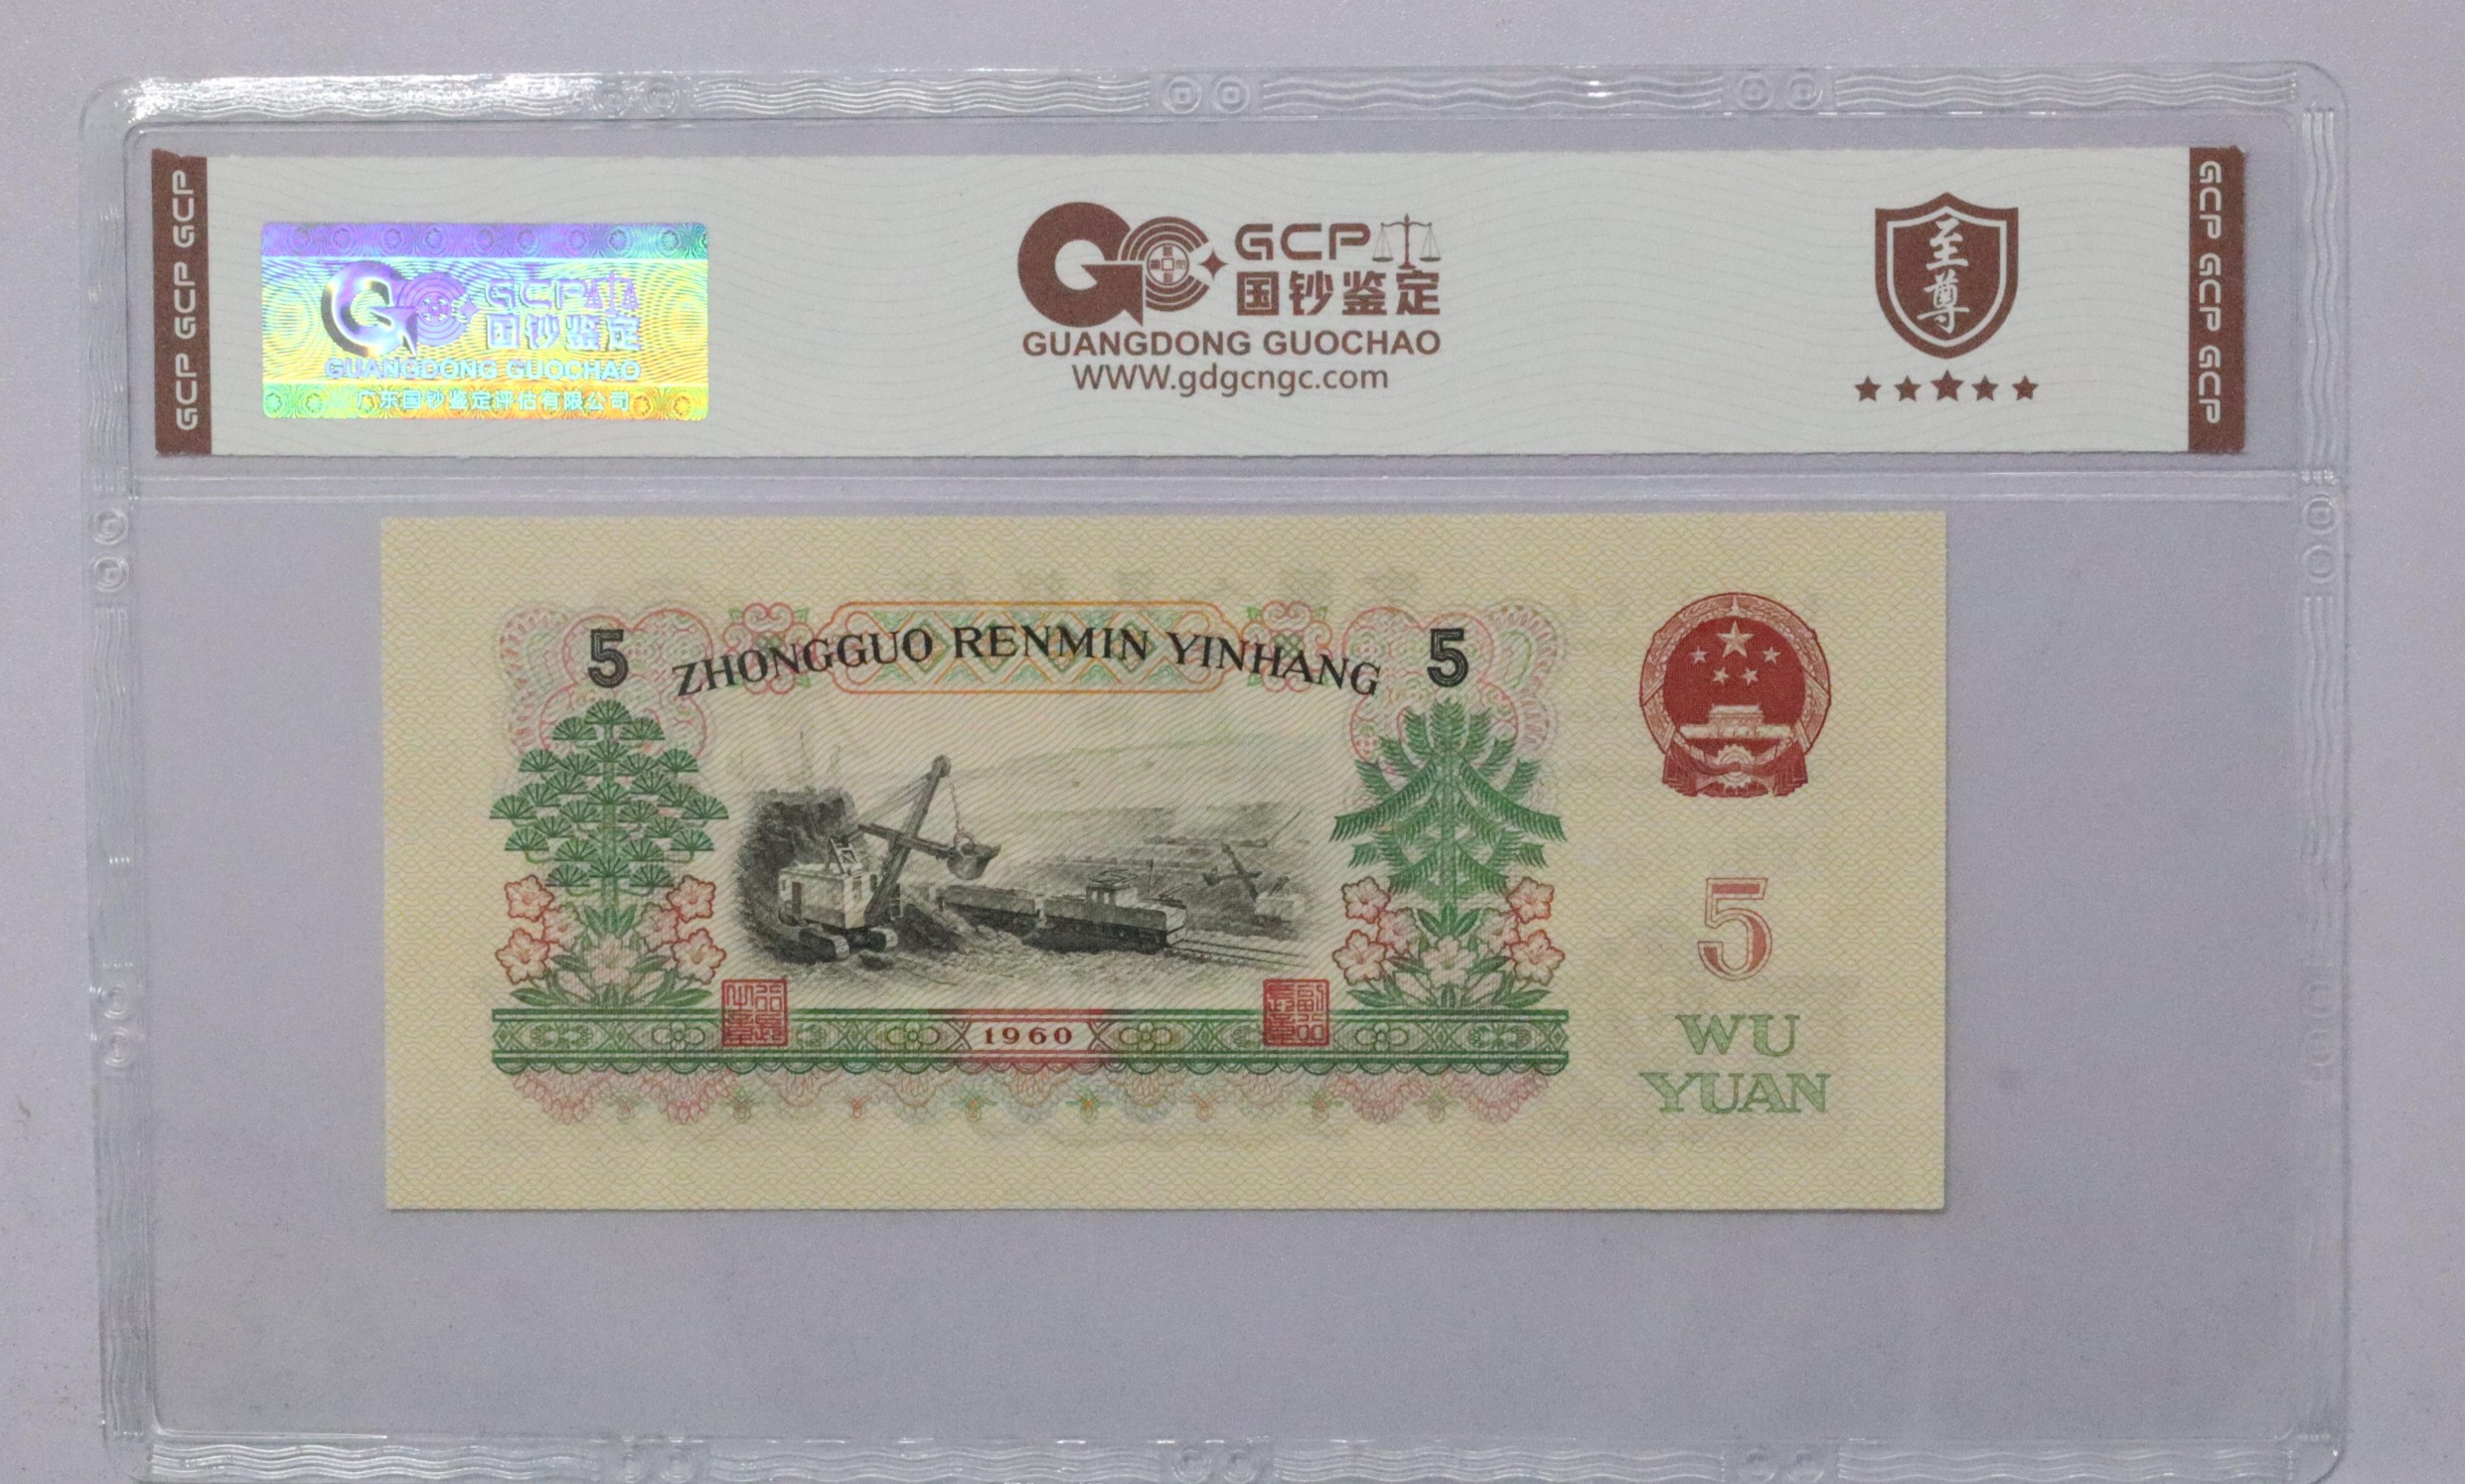 GCP GCP GCP
GCP
国钞鉴定
GUANGDONG GUOCHAO
广东国钞鉴定评估有限公司
GCP
国钞鉴定
GUANGDONG GUOCHAO
WWW.gdgcngc.com
至尊
GCP GCP GCP
5 ZHONGGUO RENMIN YINHANG 5
1960
5
WU
YUAN